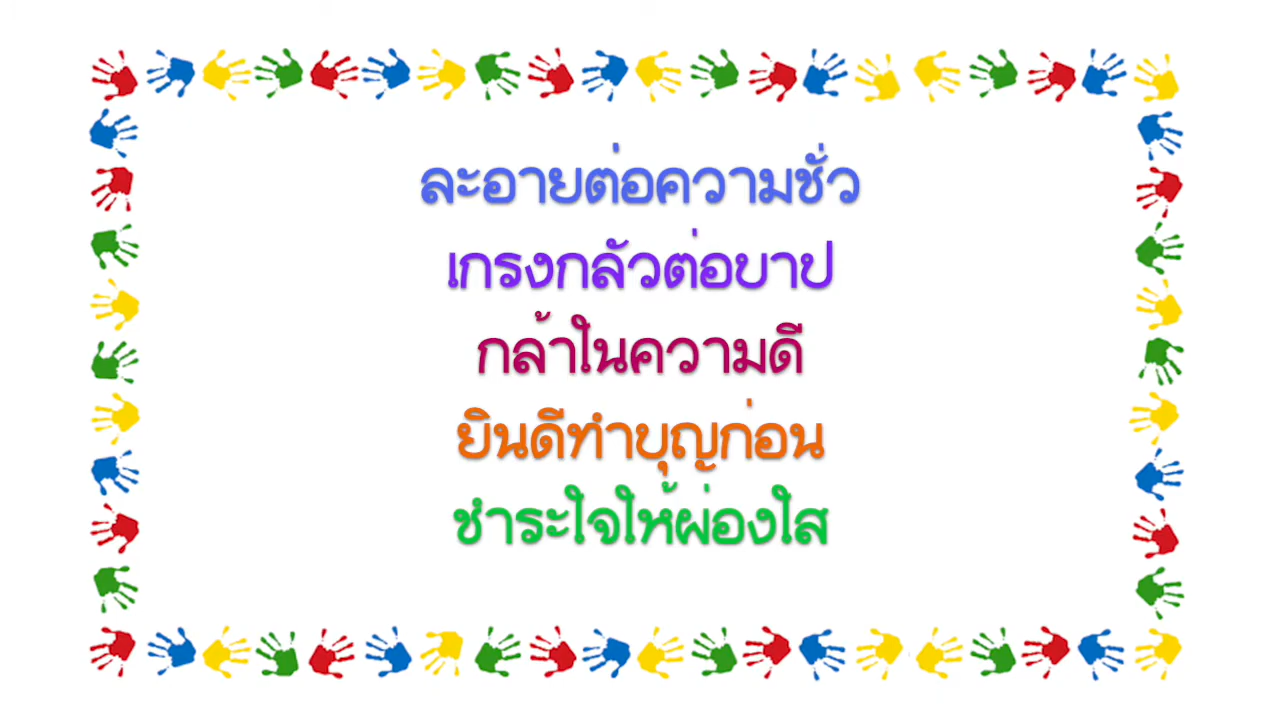 ละอายต่อความชั่ว
เกรงกลัวต่อบาป
กล้าในความดี
ยินดีทำบุญก่อน
ชำระใจให้ผ่องใส